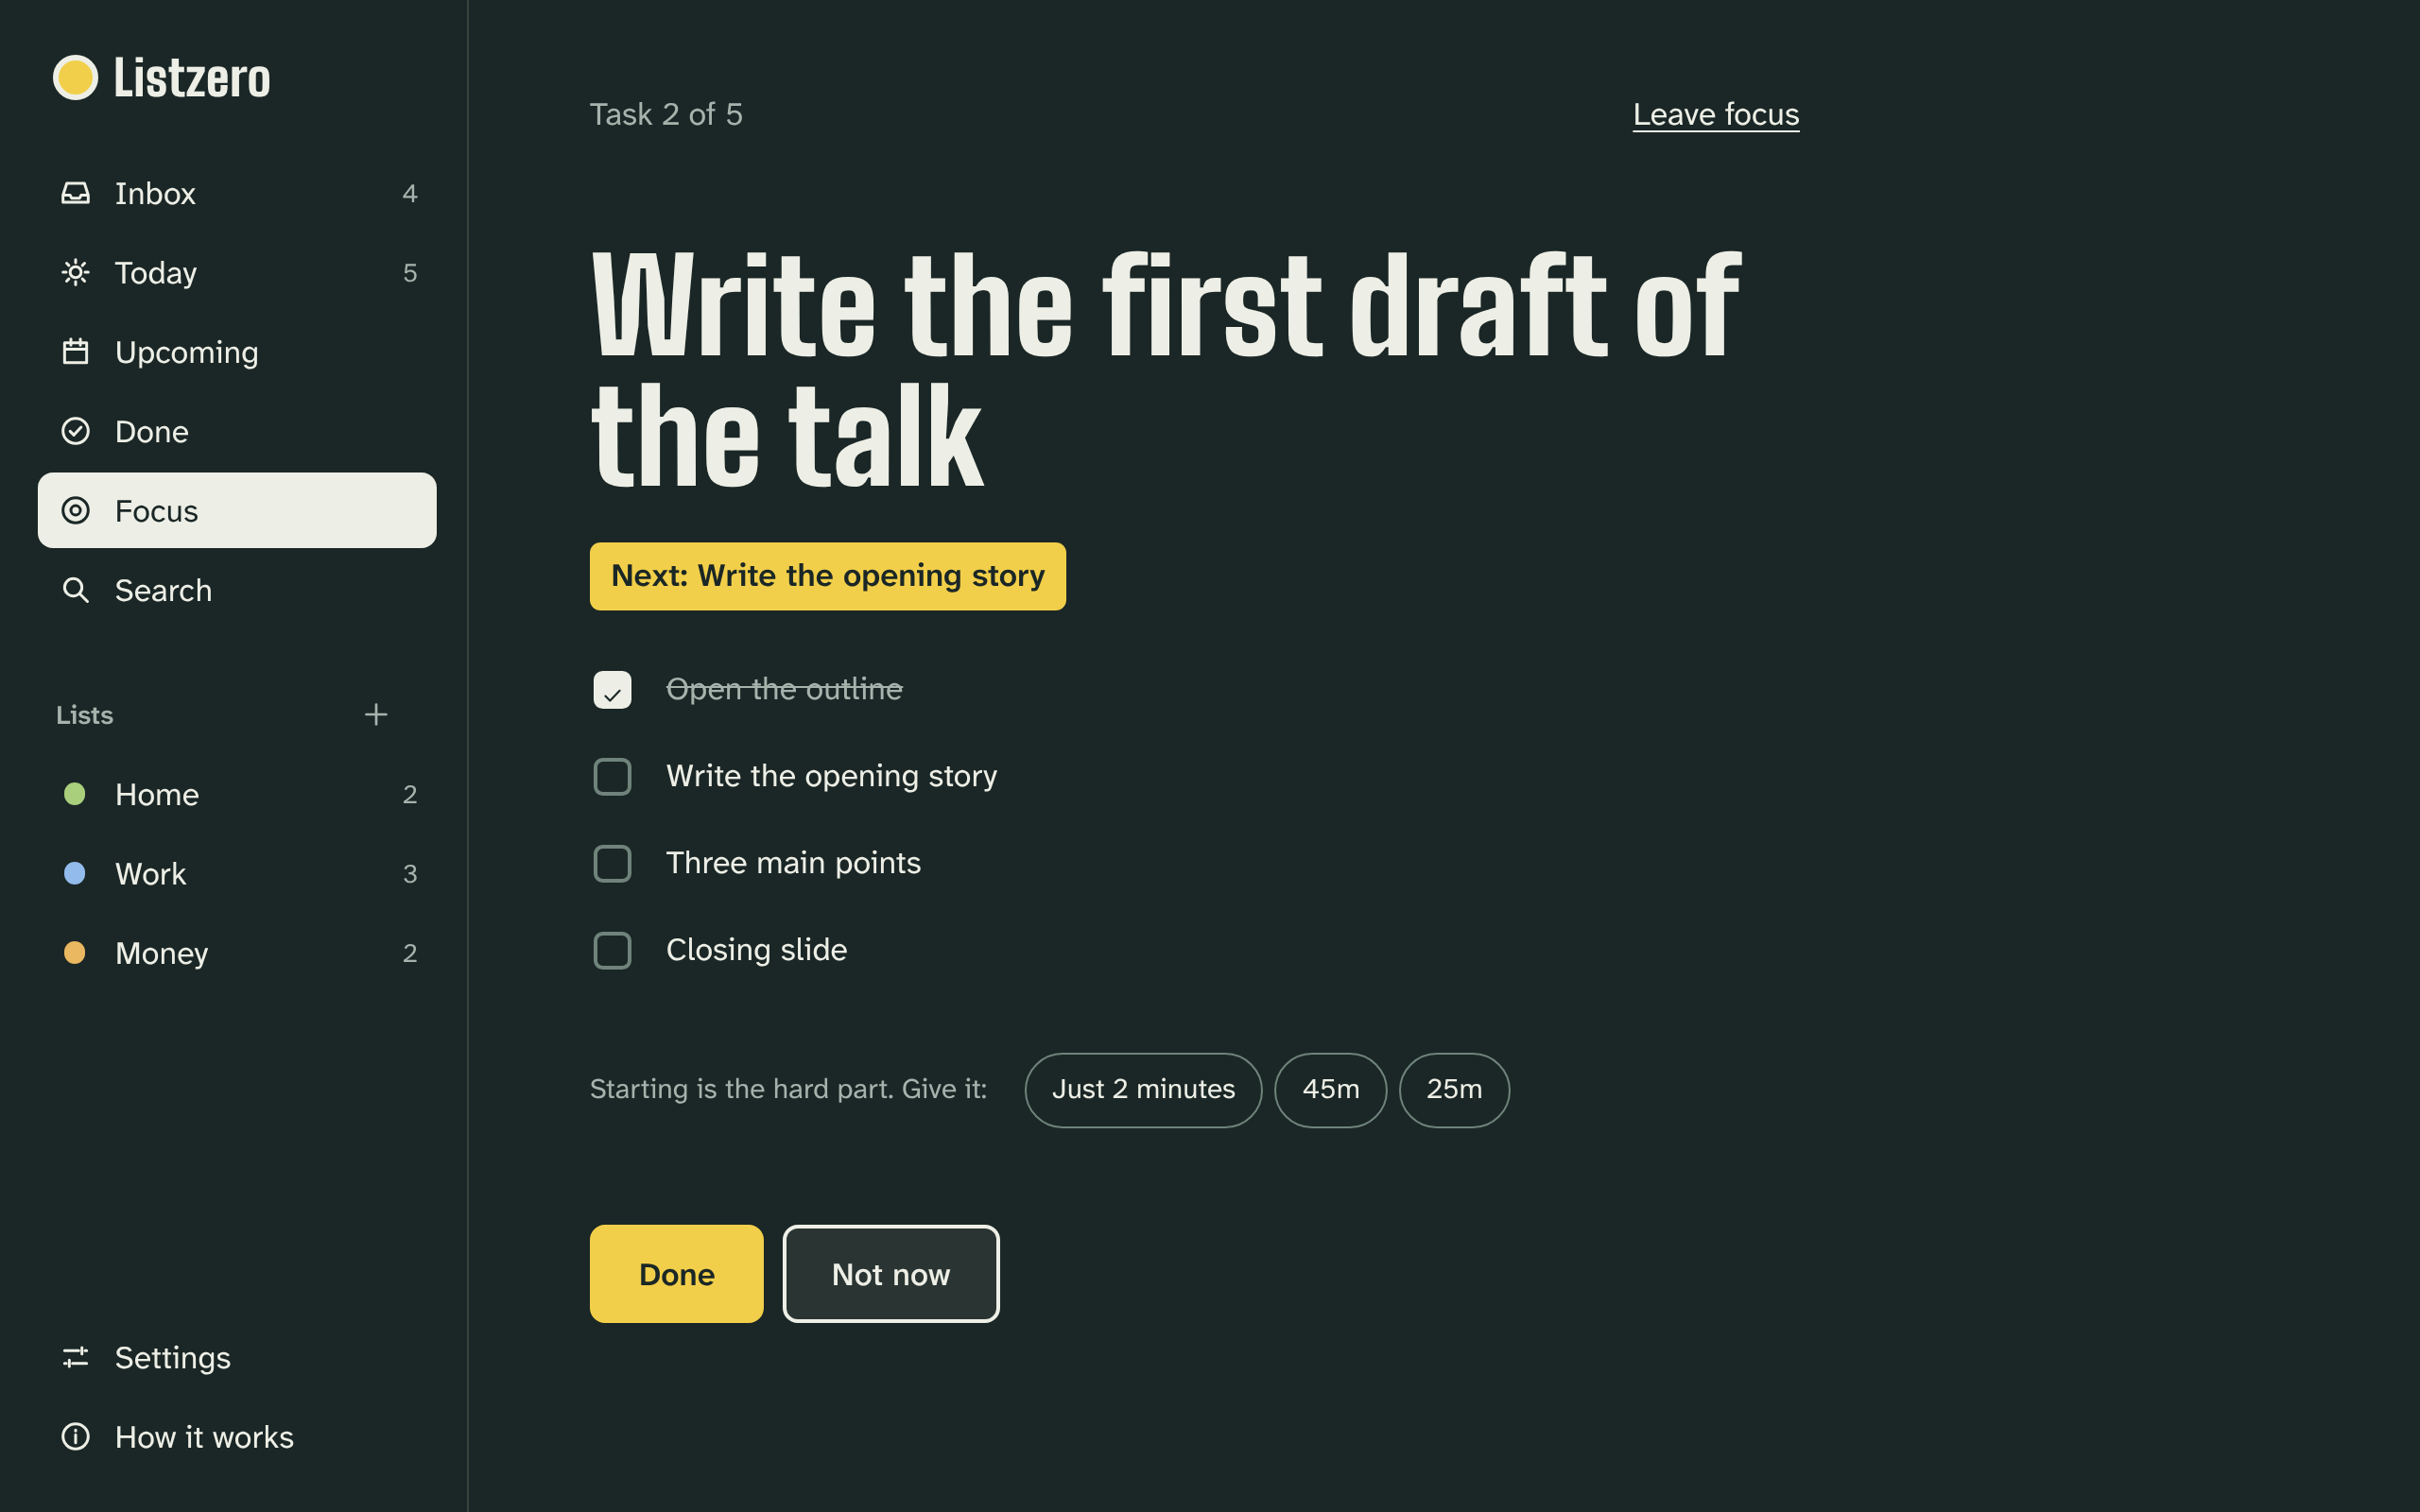 Listzero
Inbox 4
Today 5
Upcoming
Done
Focus
Search
Lists
Home 2
Work 3
Money 2
Settings
How it works
Task 2 of 5
Leave focus
Write the first draft of
the talk
Next: Write the opening story
Open the outline
Write the opening story
Three main points
Closing slide
Starting is the hard part. Give it: Just 2 minutes 45m 25m
Done Not now